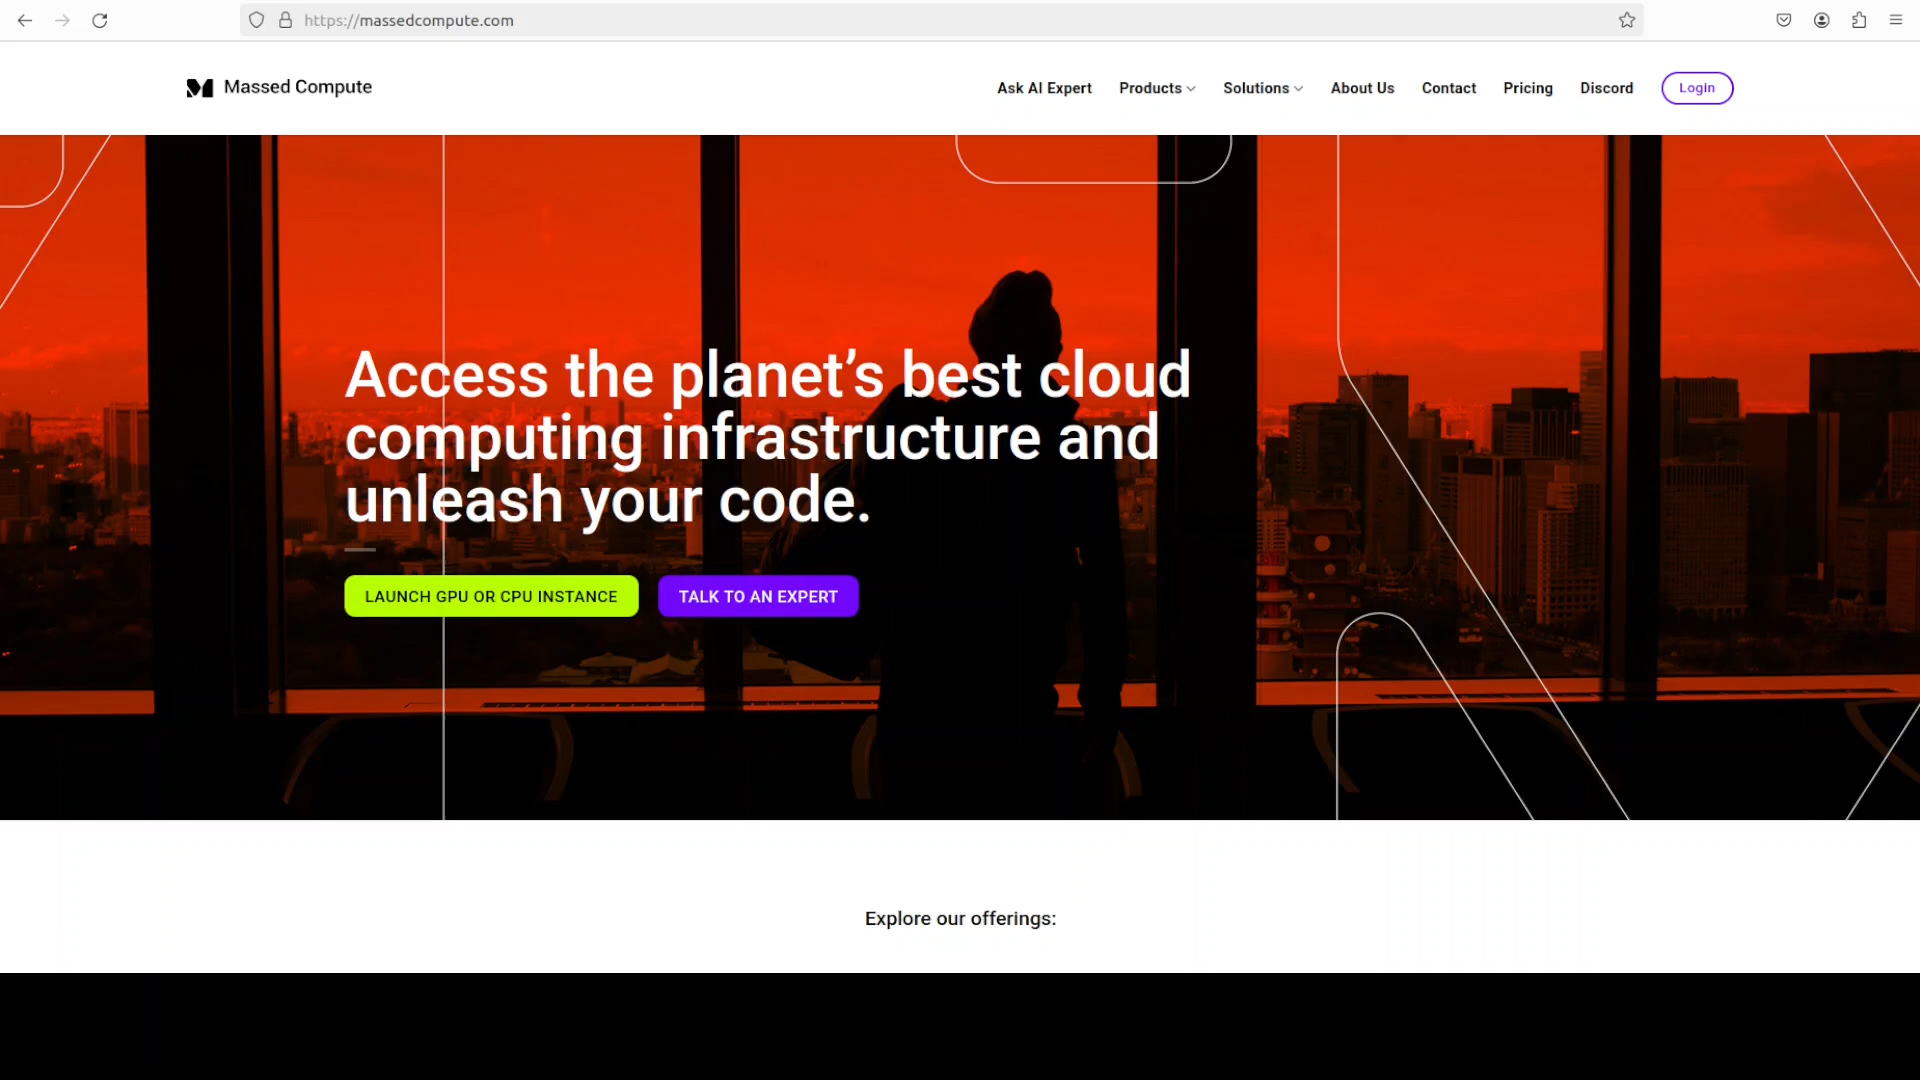 https://massedcompute.com
Massed Compute
Ask AI Expert
Products
Solutions
About Us
Contact
Pricing
Discord
Login
Access the planet’s best cloud
computing infrastructure and
unleash your code.
LAUNCH GPU OR CPU INSTANCE
TALK TO AN EXPERT
Explore our offerings: